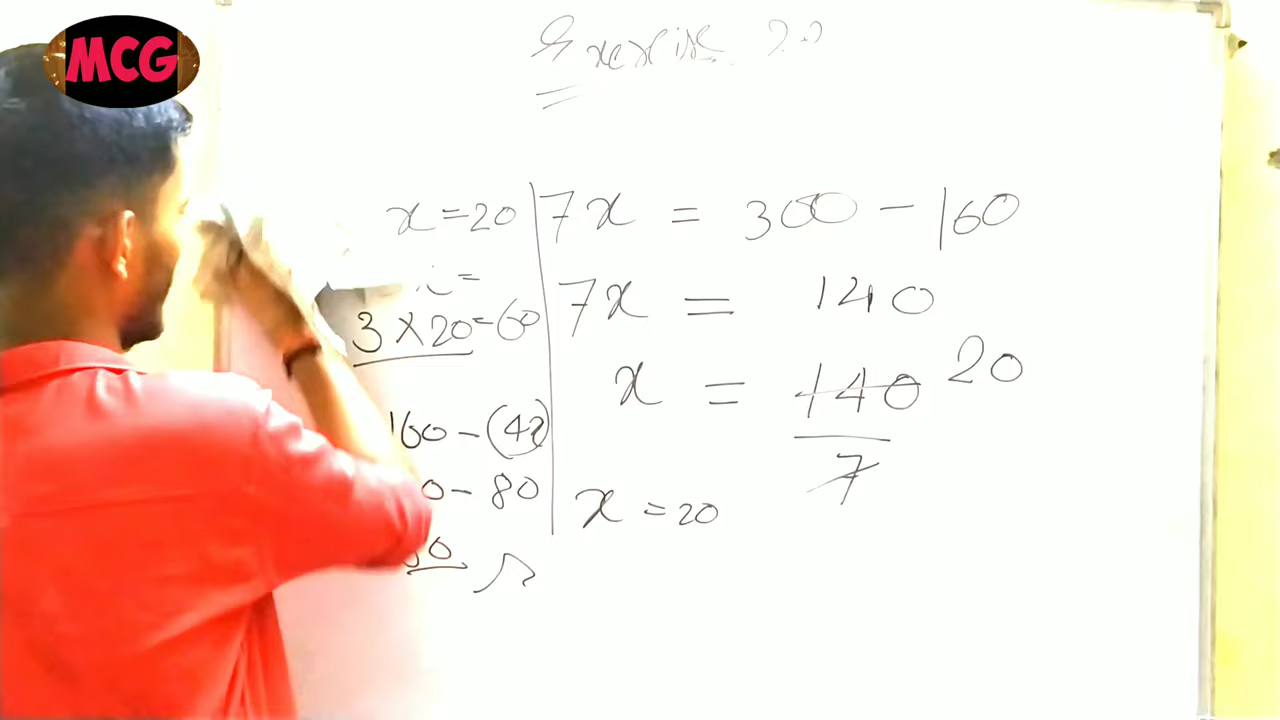 MCG
Exercise 2.2
x = 20
3 × 20 = 60
160 - (4x)
0 - 80
7x = 300 - 160
7x = 140
x = 140 20
7
x = 20